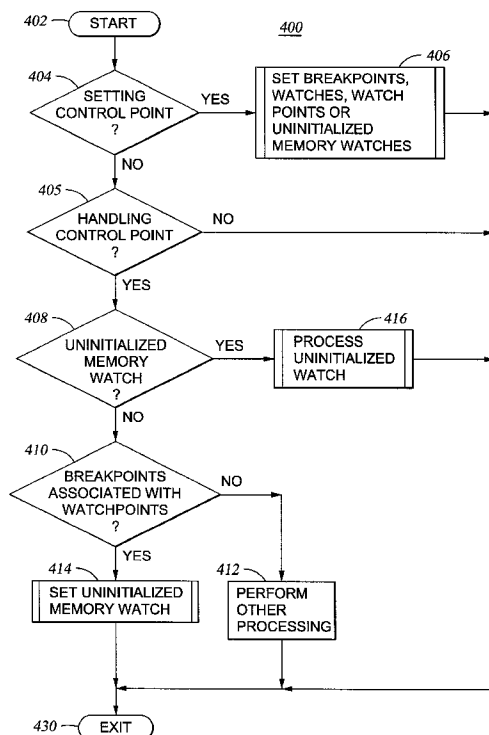 402
START
400
404
SETTING
CONTROL POINT
?
YES
406
SET BREAKPOINTS,
WATCHES, WATCH
POINTS OR
UNINITIALIZED
MEMORY WATCHES
NO
405
HANDLING
CONTROL POINT
?
NO
YES
408
UNINITIALIZED
MEMORY
WATCH
?
YES
416
PROCESS
UNINITIALIZED
WATCH
NO
410
BREAKPOINTS
ASSOCIATED WITH
WATCHPOINTS
?
NO
YES
414
SET UNINITIALIZED
MEMORY WATCH
412
PERFORM
OTHER
PROCESSING
430
EXIT